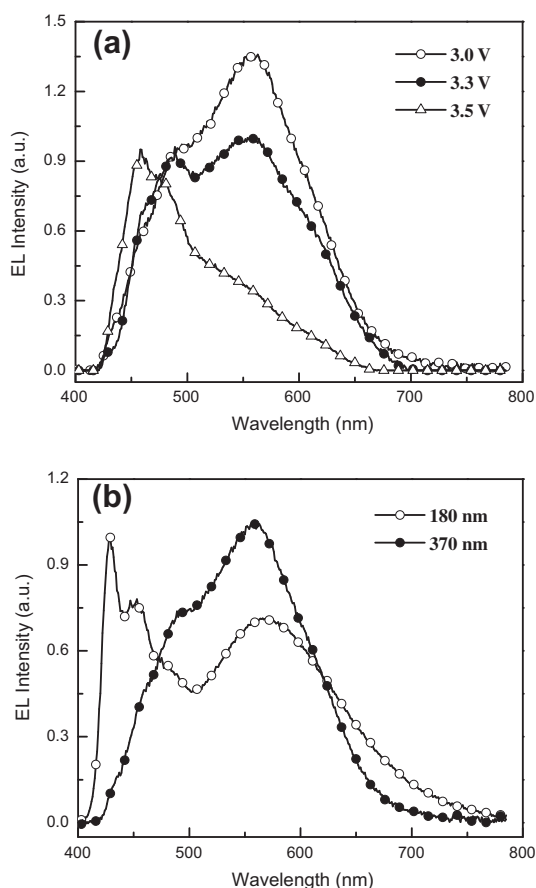 (a)
3.0 V
3.3 V
3.5 V
1.5
1.2
0.9
0.6
0.3
0.0
EL Intensity (a.u.)
400 500 600 700 800
Wavelength (nm)
(b)
180 nm
370 nm
1.2
0.9
0.6
0.3
0.0
EL Intensity (a.u.)
400 500 600 700 800
Wavelength (nm)